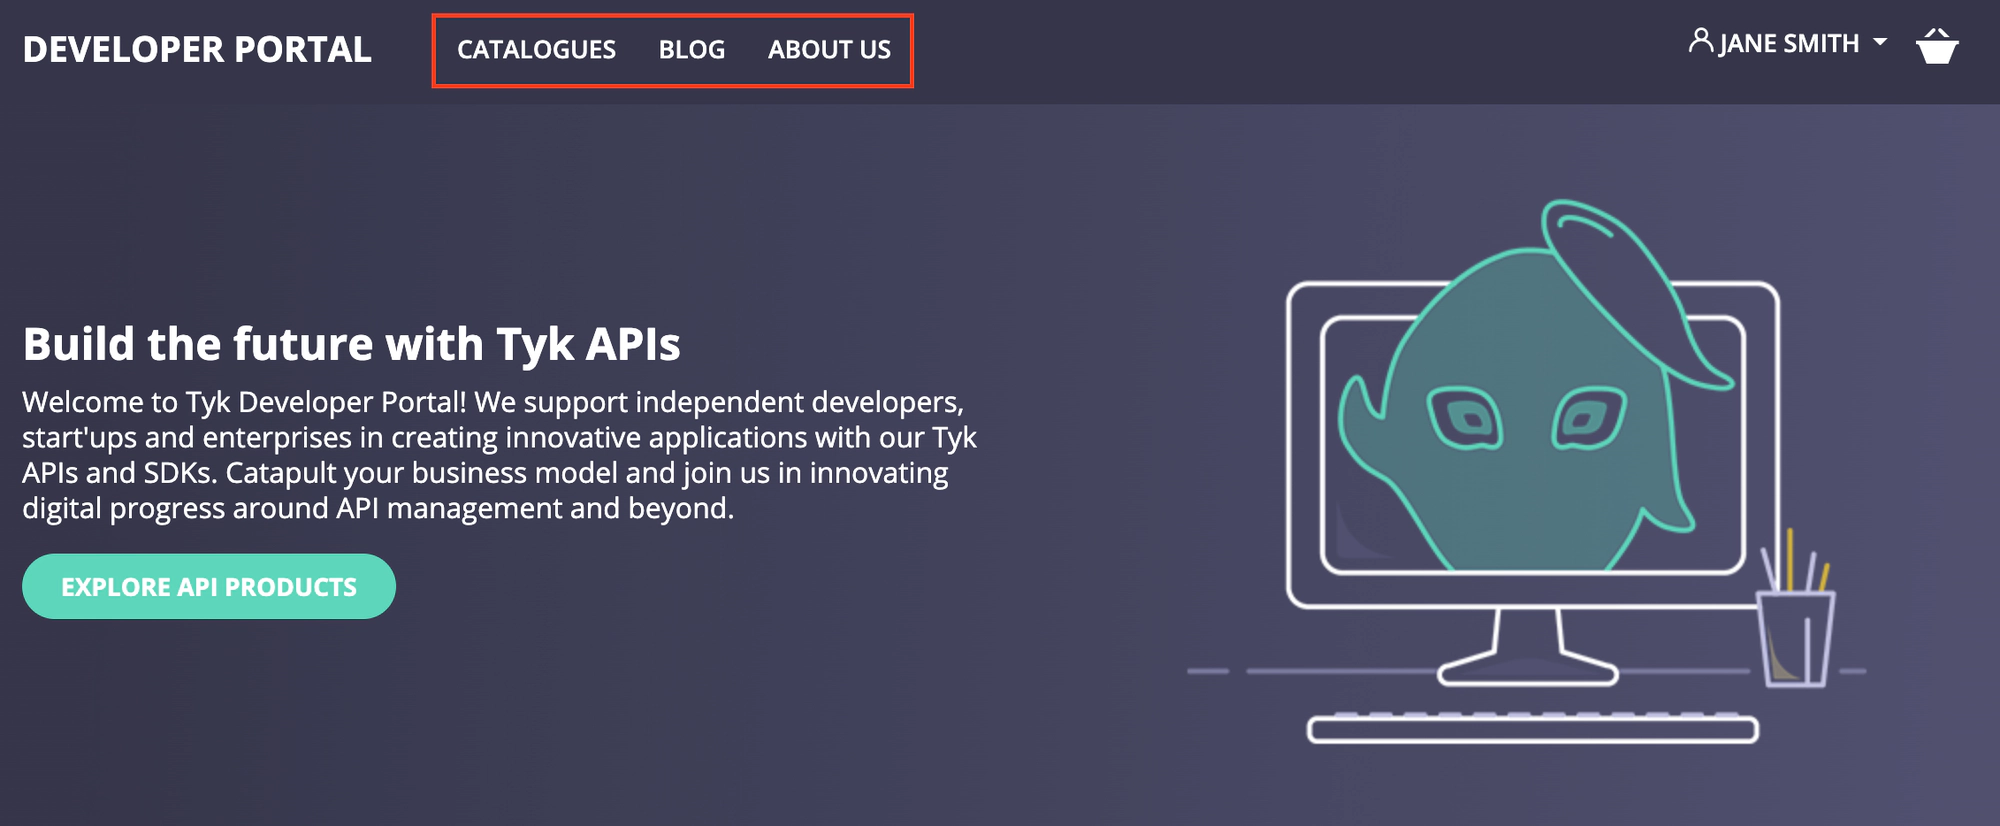 DEVELOPER PORTAL CATALOGUES BLOG ABOUT US JANE SMITH
Build the future with Tyk APIs
Welcome to Tyk Developer Portal! We support independent developers,
start'ups and enterprises in creating innovative applications with our Tyk
APIs and SDKs. Catapult your business model and join us in innovating
digital progress around API management and beyond.
EXPLORE API PRODUCTS